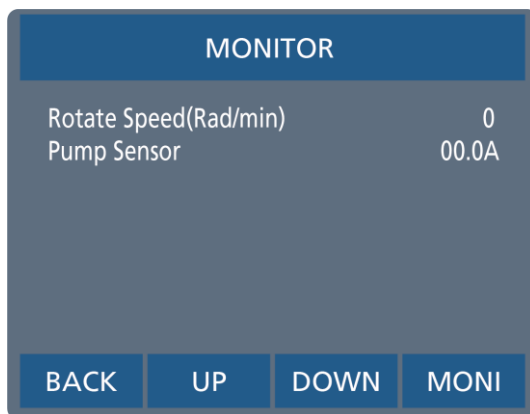 MONITOR
Rotate Speed(Rad/min) 0
Pump Sensor 00.0A
BACK UP DOWN MONI